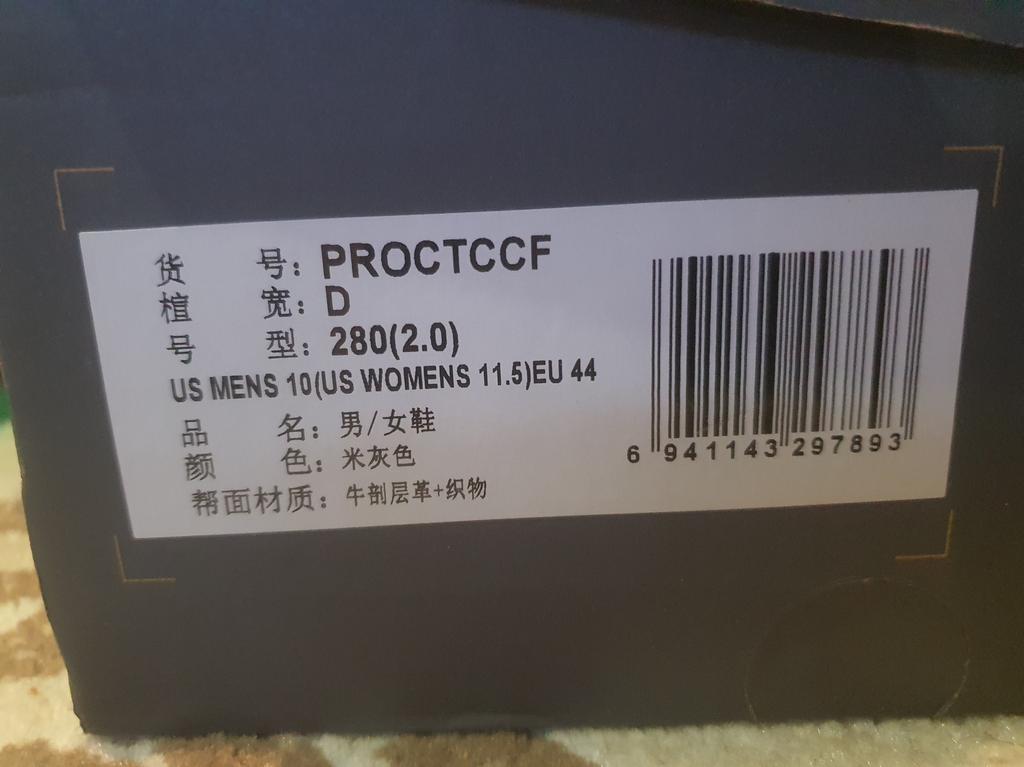 货 号: PROCTCCF
楦 宽: D
号 型: 280(2.0)
US MENS 10(US WOMENS 11.5)EU 44
品 名: 男/女鞋
颜 色: 米灰色
帮面材质: 牛剖层革+织物
6 941143 297893